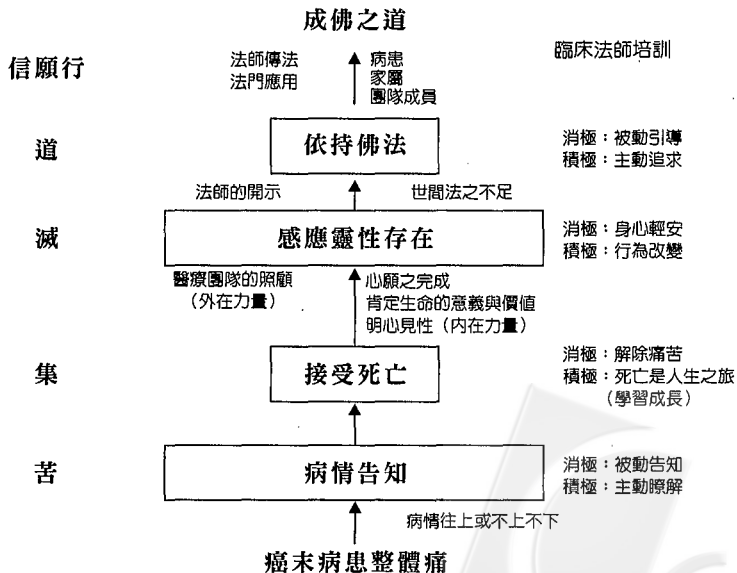 成佛之道
信願行
法師傳法
法門應用
病患
家屬
團隊成員
臨床法師培訓
道
依持佛法
消極：被動引導
積極：主動追求
法師的開示
世間法之不足
滅
感應靈性存在
消極：身心輕安
積極：行為改變
醫療團隊的照顧
（外在力量）
心願之完成
肯定生命的意義與價值
明心見性（內在力量）
集
接受死亡
消極：解除痛苦
積極：死亡是人生之旅
（學習成長）
苦
病情告知
消極：被動告知
積極：主動瞭解
病情往上或不上不下
癌末病患整體痛